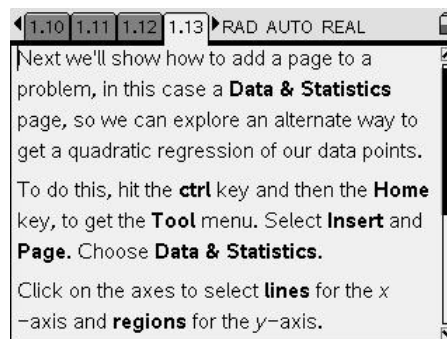 1.10 1.11 1.12 1.13 RAD AUTO REAL
Next we'll show how to add a page to a
problem, in this case a Data & Statistics
page, so we can explore an alternate way to
get a quadratic regression of our data points.
To do this, hit the ctrl key and then the Home
key, to get the Tool menu. Select Insert and
Page. Choose Data & Statistics.
Click on the axes to select lines for the x
-axis and regions for the y-axis.